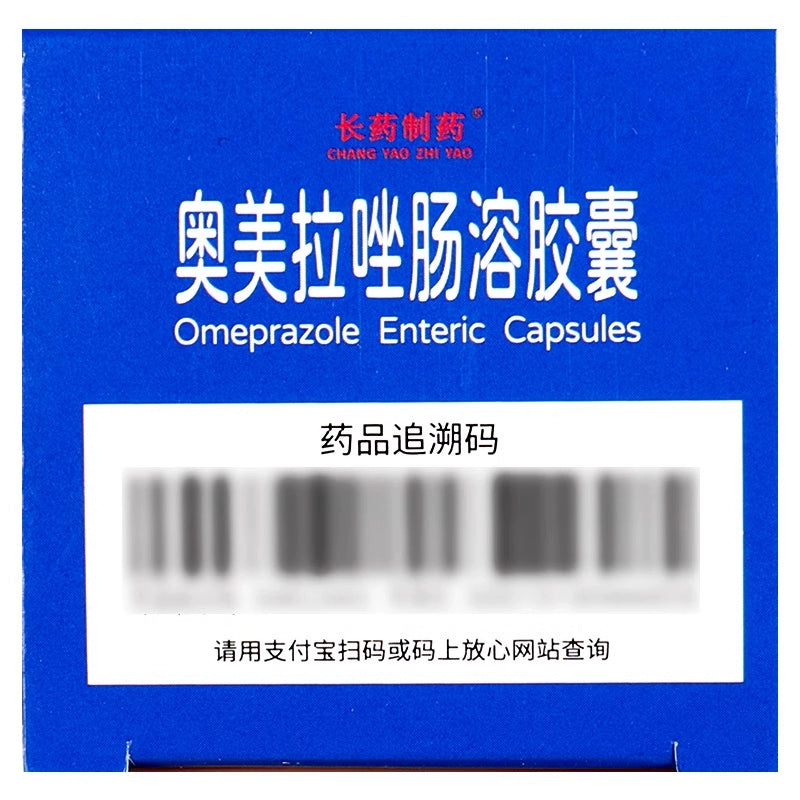 长药制药®
CHANG YAO ZHI YAO
奥美拉唑肠溶胶囊
Omeprazole Enteric Capsules
药品追溯码
请用支付宝扫码或码上放心网站查询